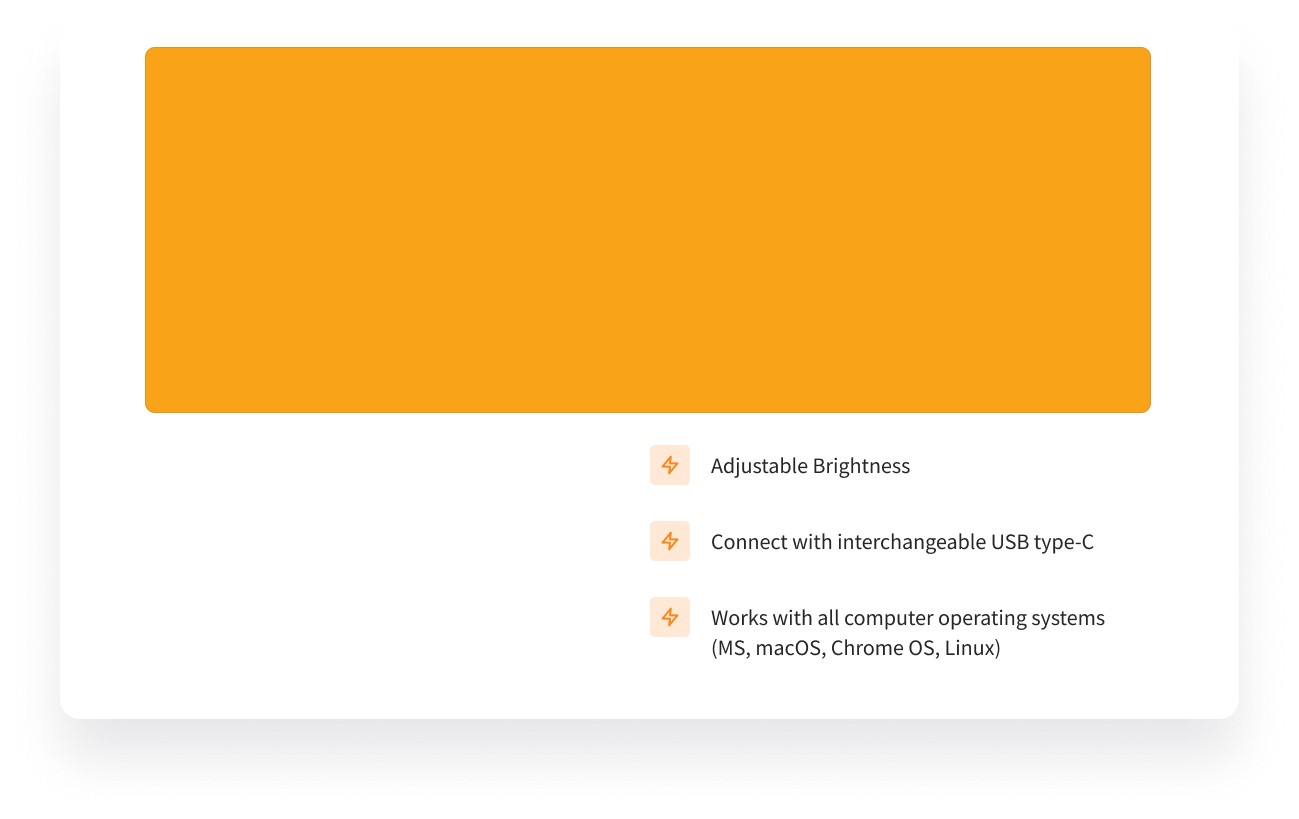 Adjustable Brightness
Connect with interchangeable USB type-C
Works with all computer operating systems
(MS, macOS, Chrome OS, Linux)